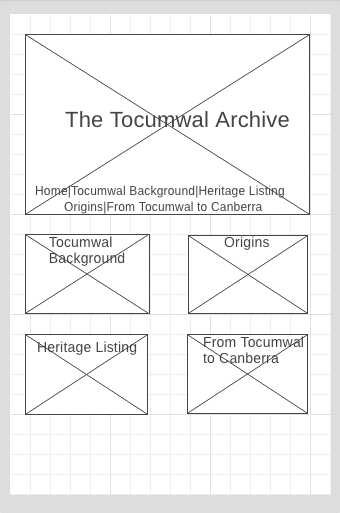 The Tocumwal Archive
Home|Tocumwal Background|Heritage Listing
Origins|From Tocumwal to Canberra
Tocumwal
Background
Origins
Heritage Listing
From Tocumwal
to Canberra